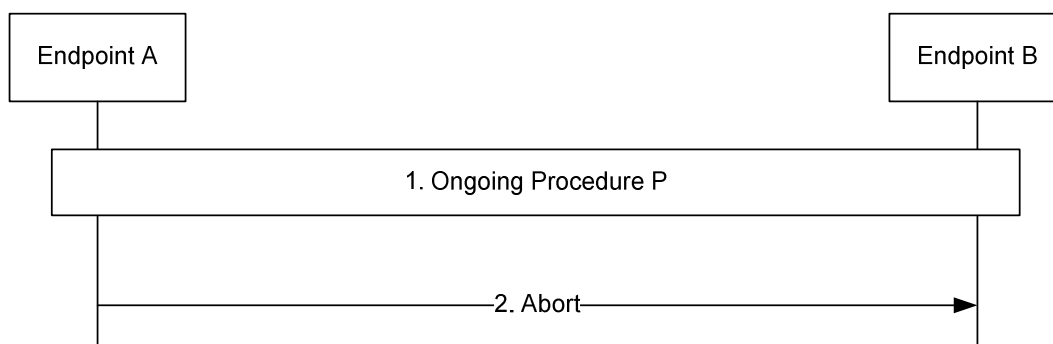 Endpoint A
Endpoint B
1. Ongoing Procedure P
2. Abort